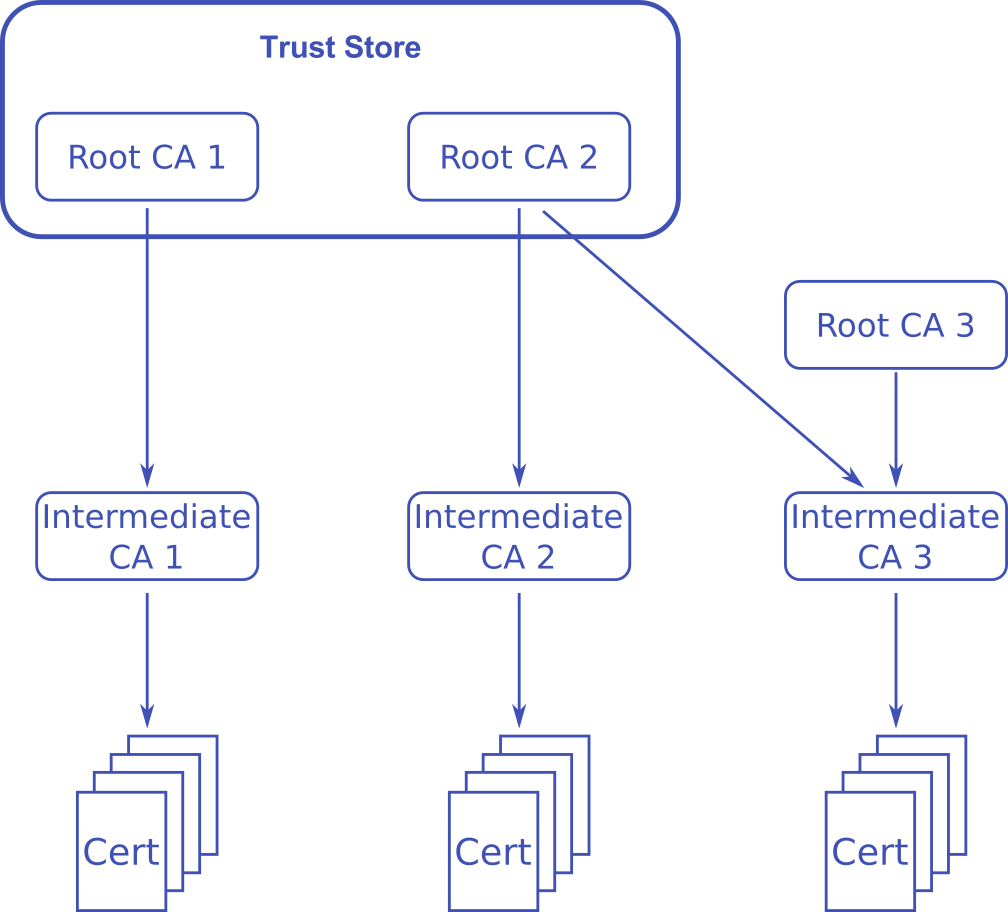 Trust Store
Root CA 1
Root CA 2
Root CA 3
Intermediate
CA 1
Intermediate
CA 2
Intermediate
CA 3
Cert
Cert
Cert